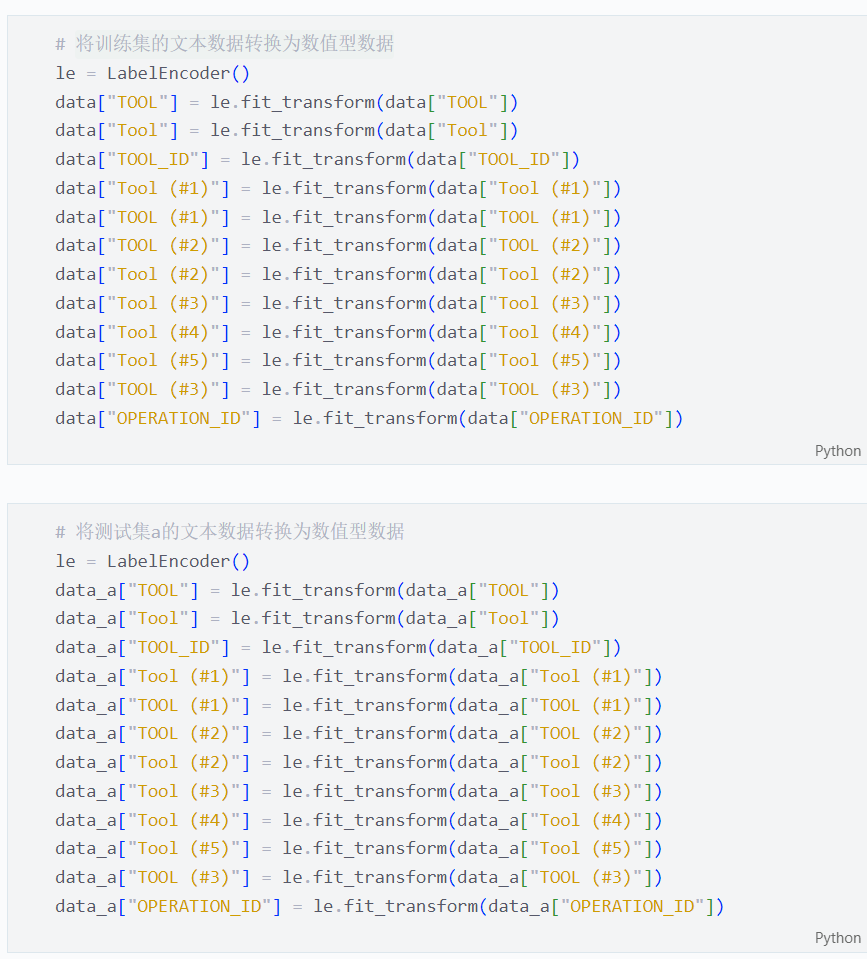 # 将训练集的文本数据转换为数值型数据
le = LabelEncoder()
data["TOOL"] = le.fit_transform(data["TOOL"])
data["Tool"] = le.fit_transform(data["Tool"])
data["TOOL_ID"] = le.fit_transform(data["TOOL_ID"])
data["Tool (#1)"] = le.fit_transform(data["Tool (#1)"])
data["TOOL (#1)"] = le.fit_transform(data["TOOL (#1)"])
data["TOOL (#2)"] = le.fit_transform(data["TOOL (#2)"])
data["Tool (#2)"] = le.fit_transform(data["Tool (#2)"])
data["Tool (#3)"] = le.fit_transform(data["Tool (#3)"])
data["Tool (#4)"] = le.fit_transform(data["Tool (#4)"])
data["Tool (#5)"] = le.fit_transform(data["Tool (#5)"])
data["TOOL (#3)"] = le.fit_transform(data["TOOL (#3)"])
data["OPERATION_ID"] = le.fit_transform(data["OPERATION_ID"])
Python
# 将测试集a的文本数据转换为数值型数据
le = LabelEncoder()
data_a["TOOL"] = le.fit_transform(data_a["TOOL"])
data_a["Tool"] = le.fit_transform(data_a["Tool"])
data_a["TOOL_ID"] = le.fit_transform(data_a["TOOL_ID"])
data_a["Tool (#1)"] = le.fit_transform(data_a["Tool (#1)"])
data_a["TOOL (#1)"] = le.fit_transform(data_a["TOOL (#1)"])
data_a["TOOL (#2)"] = le.fit_transform(data_a["TOOL (#2)"])
data_a["Tool (#2)"] = le.fit_transform(data_a["Tool (#2)"])
data_a["Tool (#3)"] = le.fit_transform(data_a["Tool (#3)"])
data_a["Tool (#4)"] = le.fit_transform(data_a["Tool (#4)"])
data_a["Tool (#5)"] = le.fit_transform(data_a["Tool (#5)"])
data_a["TOOL (#3)"] = le.fit_transform(data_a["TOOL (#3)"])
data_a["OPERATION_ID"] = le.fit_transform(data_a["OPERATION_ID"])
Python